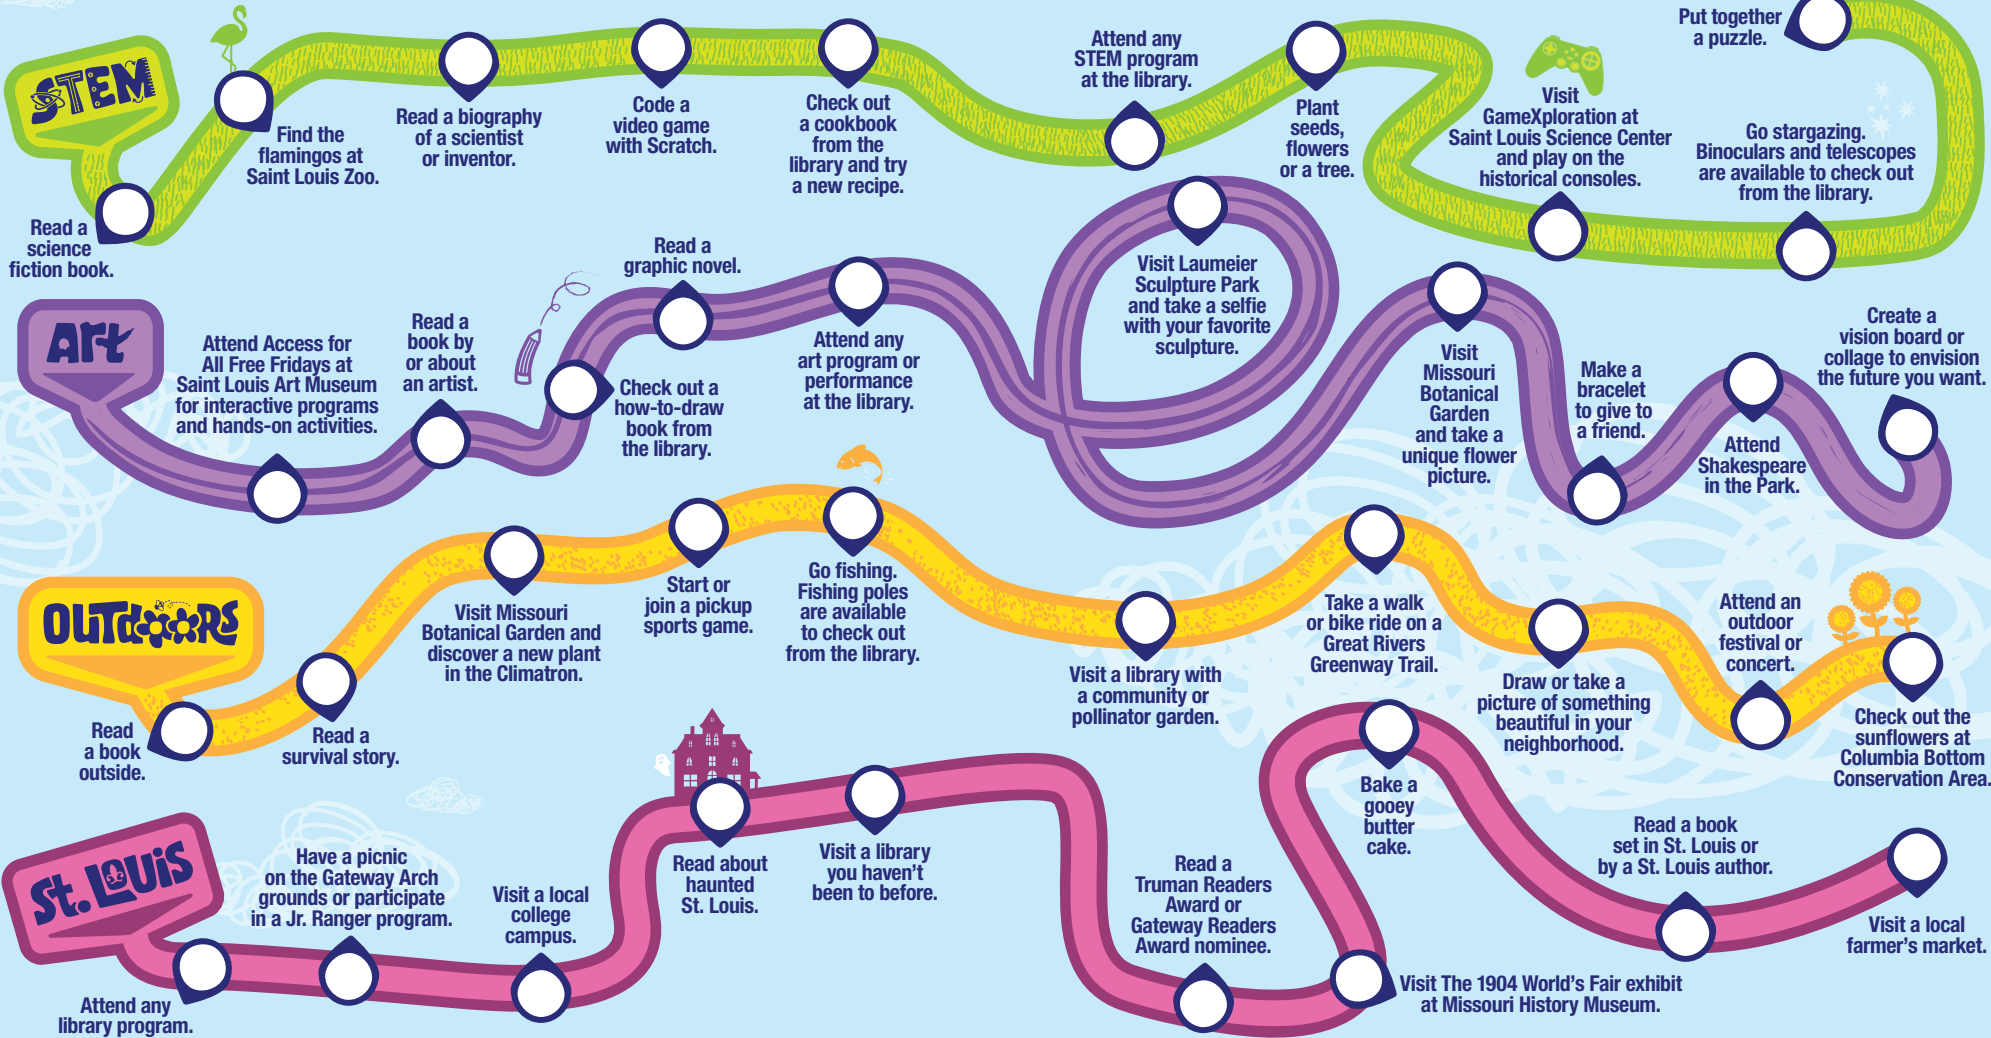 STEM
Read a
science
fiction book.
Find the
flamingos at
Saint Louis Zoo.
Read a biography
of a scientist
or inventor.
Code a
video game
with Scratch.
Check out
a cookbook
from the
library and try
a new recipe.
Attend any
STEM program
at the library.
Plant
seeds,
flowers
or a tree.
Visit
GameXploration at
Saint Louis Science Center
and play on the
historical consoles.
Go stargazing.
Binoculars and telescopes
are available to check out
from the library.
Put together
a puzzle.
Art
Attend Access for
All Free Fridays at
Saint Louis Art Museum
for interactive programs
and hands-on activities.
Read a
book by
or about
an artist.
Check out a
how-to-draw
book from
the library.
Read a
graphic novel.
Attend any
art program or
performance
at the library.
Visit Laumeier
Sculpture Park
and take a selfie
with your favorite
sculpture.
Visit
Missouri
Botanical
Garden
and take a
unique flower
picture.
Make a
bracelet
to give to
a friend.
Attend
Shakespeare
in the Park.
Create a
vision board or
collage to envision
the future you want.
OUTdooRS
Read
a book
outside.
Read a
survival story.
Visit Missouri
Botanical Garden and
discover a new plant
in the Climatron.
Start or
join a pickup
sports game.
Go fishing.
Fishing poles
are available
to check out
from the library.
Visit a library with
a community or
pollinator garden.
Take a walk
or bike ride on a
Great Rivers
Greenway Trail.
Draw or take a
picture of something
beautiful in your
neighborhood.
Attend an
outdoor
festival or
concert.
Check out the
sunflowers at
Columbia Bottom
Conservation Area.
St. Louis
Attend any
library program.
Have a picnic
on the Gateway Arch
grounds or participate
in a Jr. Ranger program.
Visit a local
college
campus.
Read about
haunted
St. Louis.
Visit a library
you haven't
been to before.
Read a
Truman Readers
Award or
Gateway Readers
Award nominee.
Visit The 1904 World's Fair exhibit
at Missouri History Museum.
Bake a
gooey
butter
cake.
Read a book
set in St. Louis or
by a St. Louis author.
Visit a local
farmer's market.